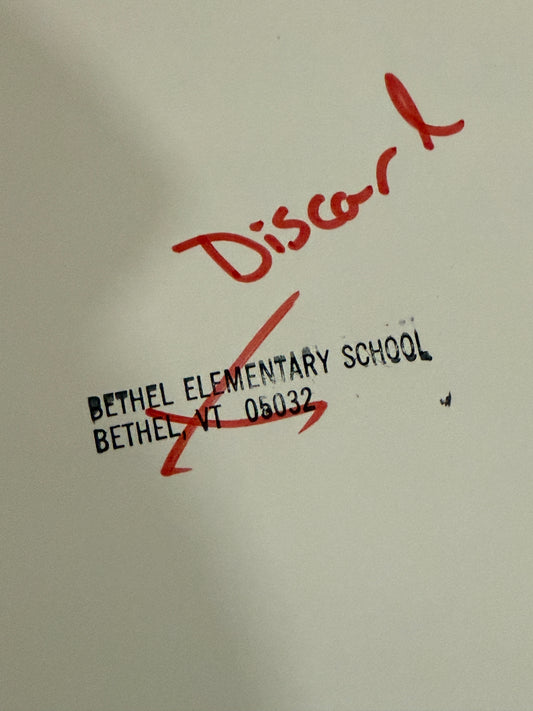 Discard
BETHEL ELEMENTARY SCHOOL
BETHEL, VT 05032